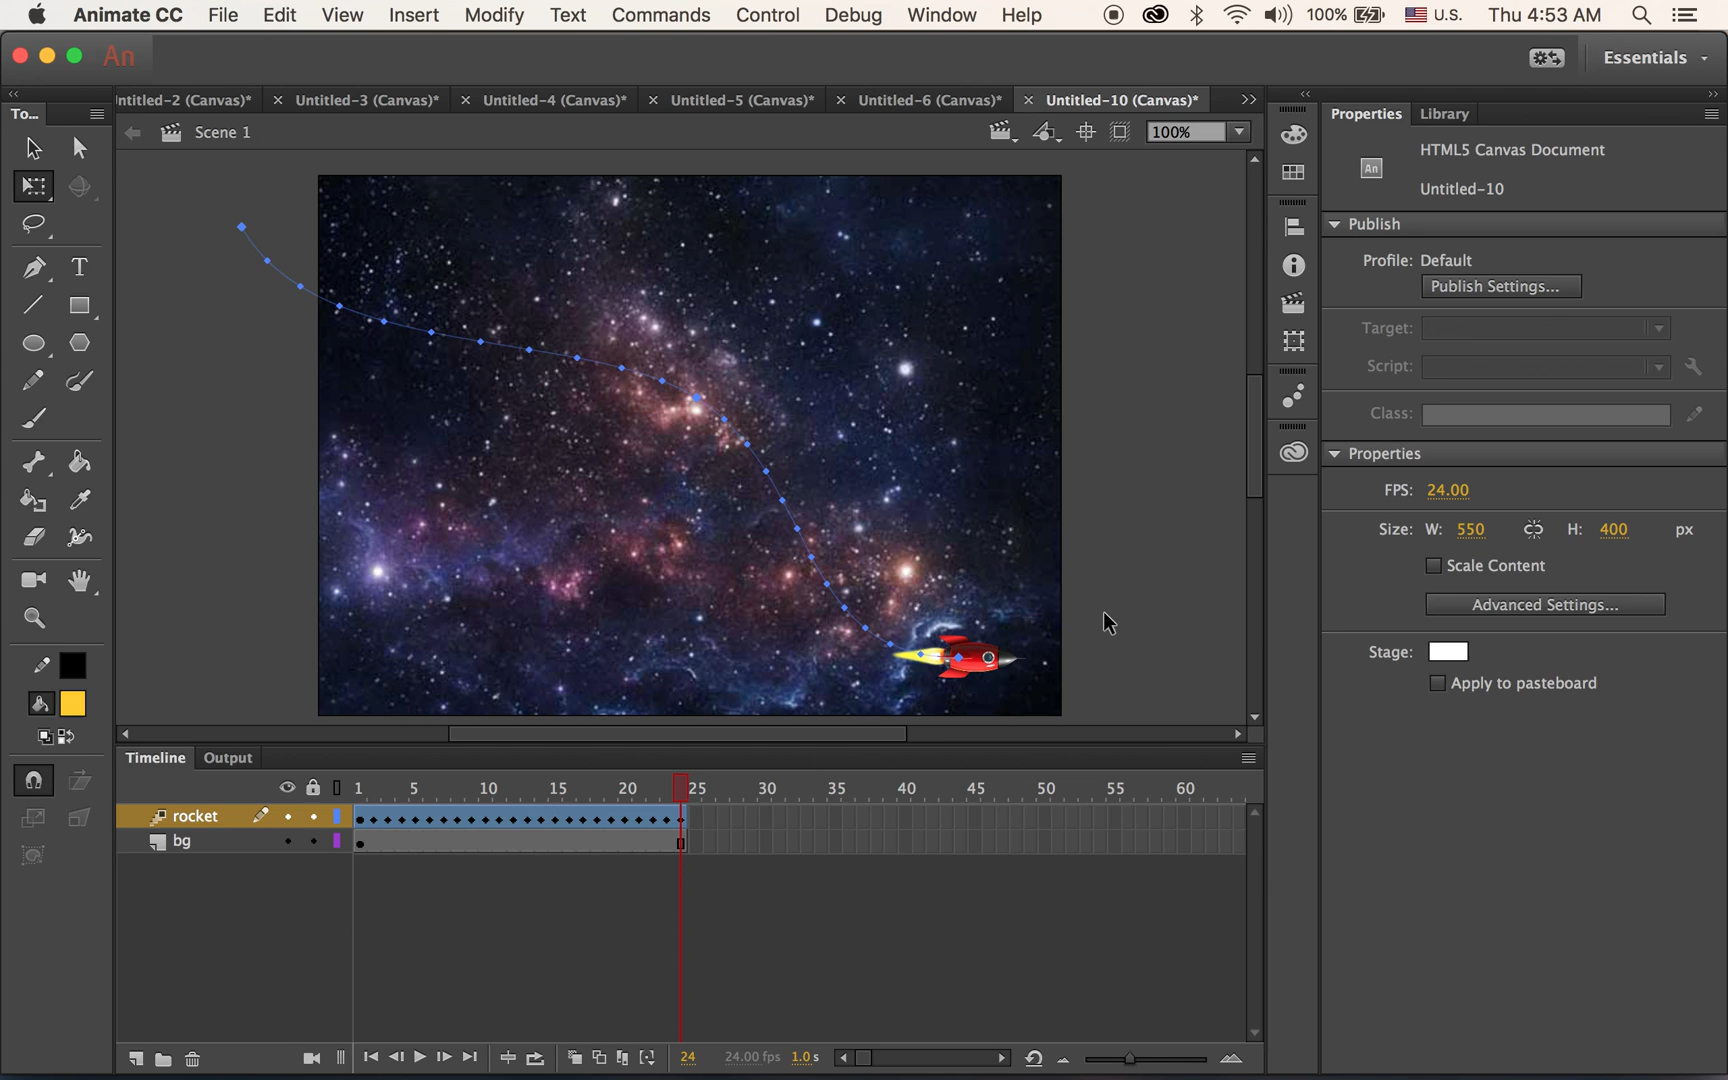 Animate CC File Edit View Insert Modify Text Commands Control Debug Window Help 100% U.S. Thu 4:53 AM
An Essentials
To... ntitled-2 (Canvas)* Untitled-3 (Canvas)* Untitled-4 (Canvas)* Untitled-5 (Canvas)* Untitled-6 (Canvas)* Untitled-10 (Canvas)* Properties Library
Scene 1 100%
HTML5 Canvas Document
An
Untitled-10
Publish
Profile: Default
Publish Settings...
Target:
Script:
Class:
Properties
FPS: 24.00
Size: W: 550 H: 400 px
Scale Content
Advanced Settings...
Stage:
Apply to pasteboard
T
Timeline Output
1 5 10 15 20 25 30 35 40 45 50 55 60
rocket
bg
24 24.00 fps 1.0 s